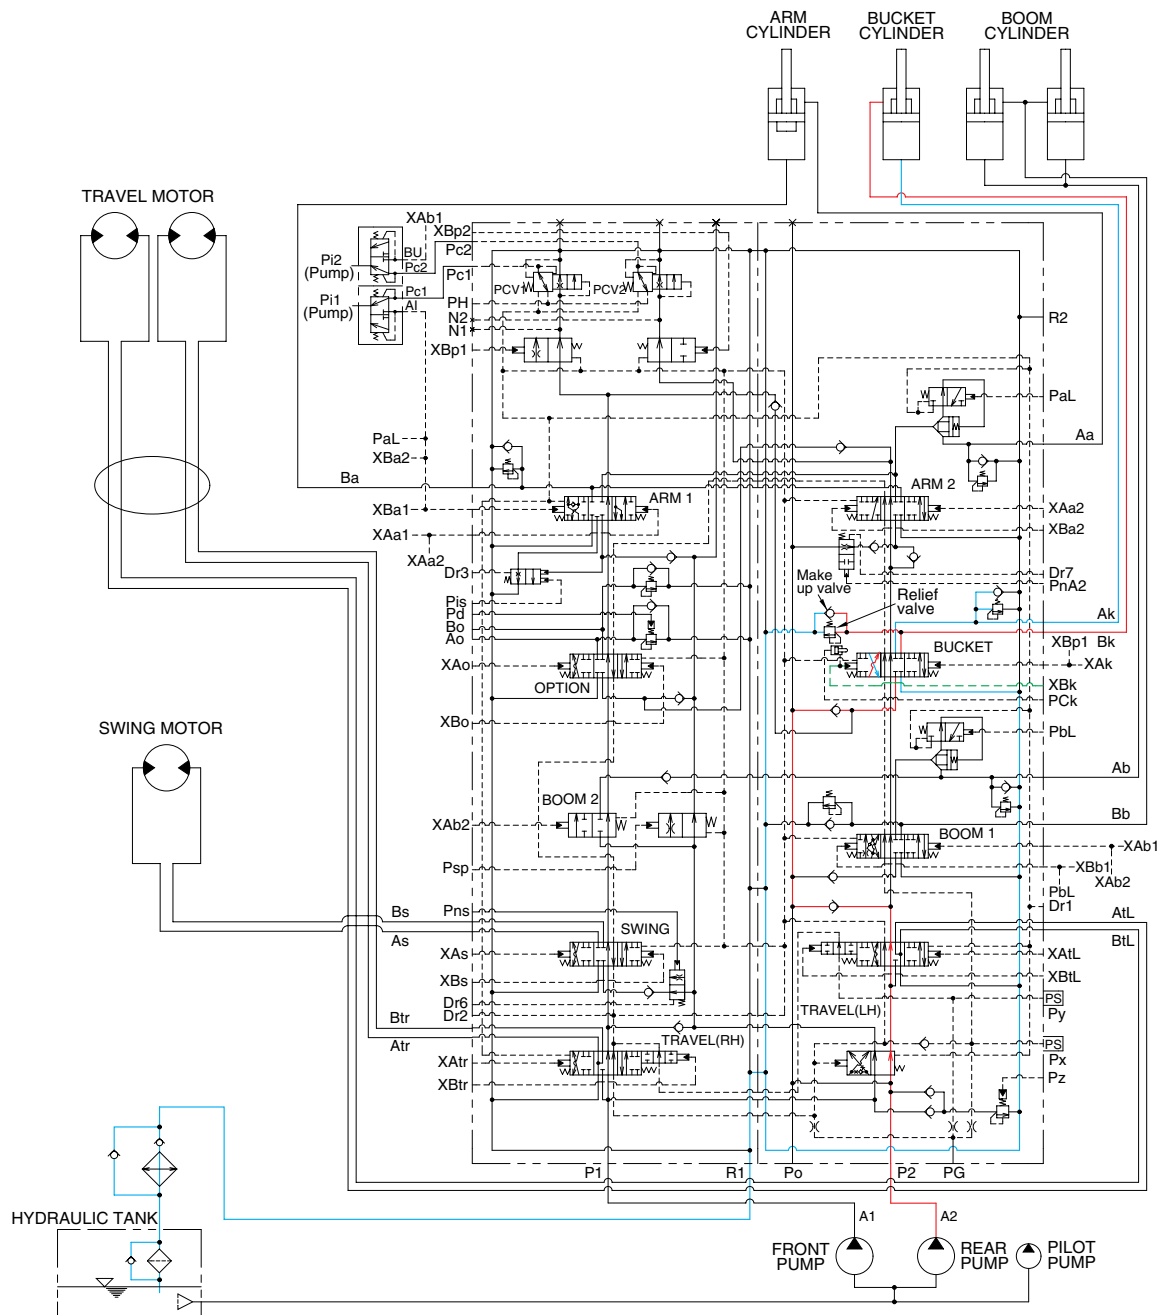 ARM
CYLINDER
BUCKET
CYLINDER
BOOM
CYLINDER
TRAVEL MOTOR
XAb1
XBp2
Pc2
BU
Pc2
Pi2
(Pump)
Pc1
Pc1
Pi1
(Pump)
AI
PCV1
PCV2
PH
N2
N1
XBp1
R2
PaL
Aa
PaL
XBa2
Ba
ARM 1
ARM 2
XBa1
XAa1
XAa2
XAa2
XBa2
Dr3
Dr7
PnA2
Pis
Pd
Bo
Ao
Make
up valve
Relief
valve
Ak
XBp1
Bk
XAo
OPTION
BUCKET
XAk
XBk
PCk
XBo
PbL
SWING MOTOR
Ab
BOOM 2
Bb
XAb2
BOOM 1
XAb1
Psp
XBb1
XAb2
PbL
Dr1
Bs
Pns
AtL
As
SWING
BtL
XAs
XAtL
XBs
XBtL
Dr6
Dr2
TRAVEL(LH)
PS
Py
Btr
Atr
TRAVEL(RH)
PS
Px
XAtr
XBtr
Pz
P1
R1
Po
P2
PG
HYDRAULIC TANK
A1
A2
FRONT
PUMP
REAR
PUMP
PILOT
PUMP